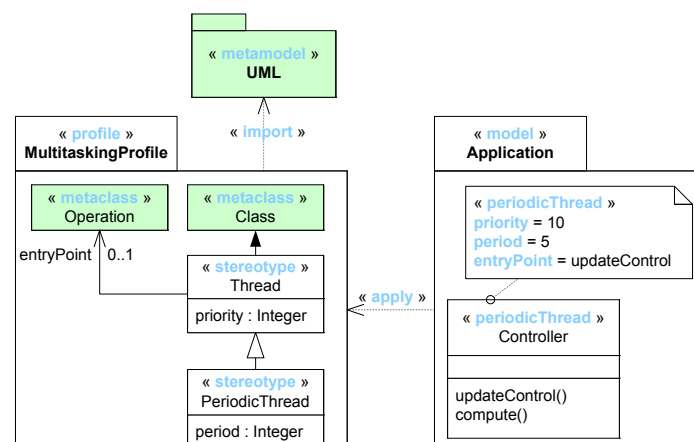 « metamodel »
UML
« import »
« profile »
MultitaskingProfile
« metaclass »
Operation
« metaclass »
Class
entryPoint
0..1
« stereotype »
Thread
priority : Integer
« stereotype »
PeriodicThread
period : Integer
« apply »
« model »
Application
« periodicThread »
priority = 10
period = 5
entryPoint = updateControl
« periodicThread »
Controller
updateControl()
compute()